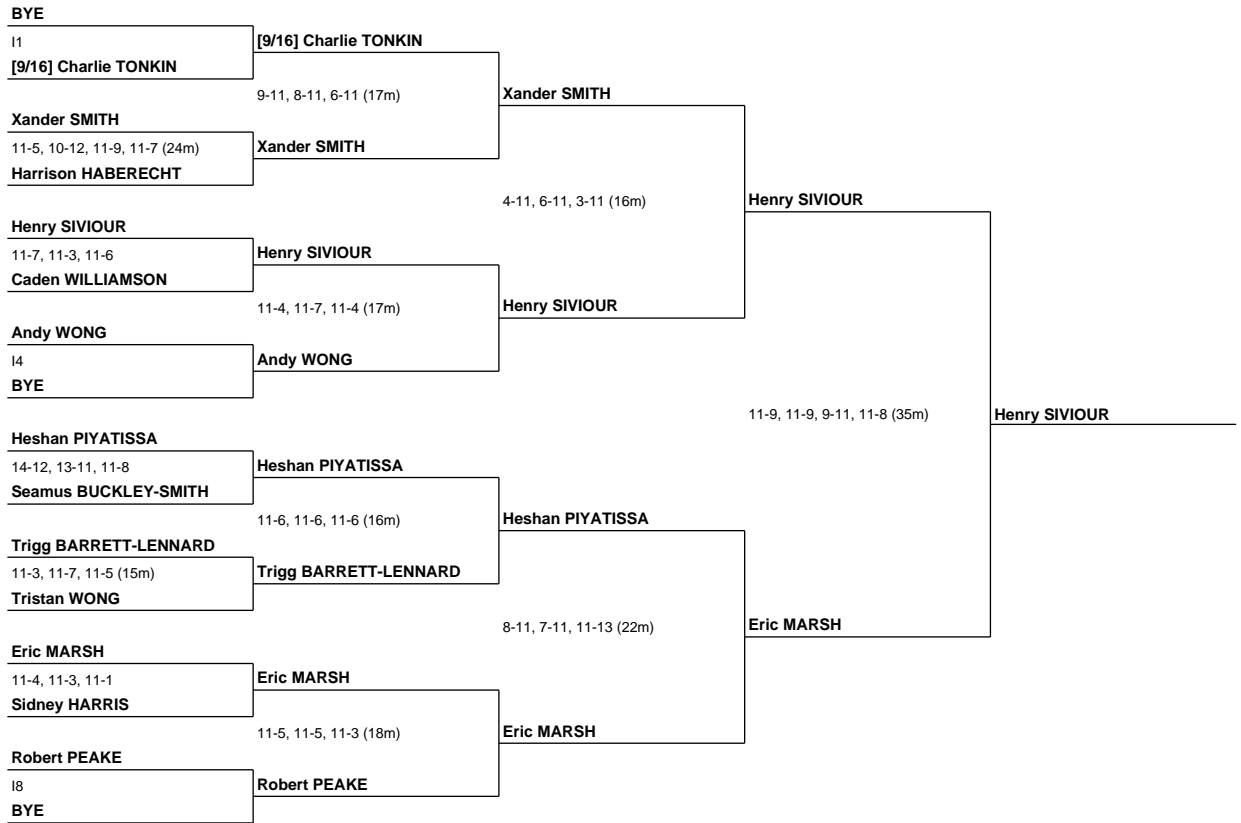 BYE
I1
[9/16] Charlie TONKIN
[9/16] Charlie TONKIN
9-11, 8-11, 6-11 (17m)
Xander SMITH
Xander SMITH
11-5, 10-12, 11-9, 11-7 (24m)
Xander SMITH
Harrison HABERECHT
4-11, 6-11, 3-11 (16m)
Henry SIVIOUR
Henry SIVIOUR
11-7, 11-3, 11-6
Henry SIVIOUR
Caden WILLIAMSON
11-4, 11-7, 11-4 (17m)
Henry SIVIOUR
Andy WONG
I4
Andy WONG
BYE
11-9, 11-9, 9-11, 11-8 (35m)
Henry SIVIOUR
Heshan PIYATISSA
14-12, 13-11, 11-8
Heshan PIYATISSA
Seamus BUCKLEY-SMITH
11-6, 11-6, 11-6 (16m)
Heshan PIYATISSA
Trigg BARRETT-LENNARD
11-3, 11-7, 11-5 (15m)
Trigg BARRETT-LENNARD
Tristan WONG
8-11, 7-11, 11-13 (22m)
Eric MARSH
Eric MARSH
11-4, 11-3, 11-1
Eric MARSH
Sidney HARRIS
11-5, 11-5, 11-3 (18m)
Eric MARSH
Robert PEAKE
I8
Robert PEAKE
BYE